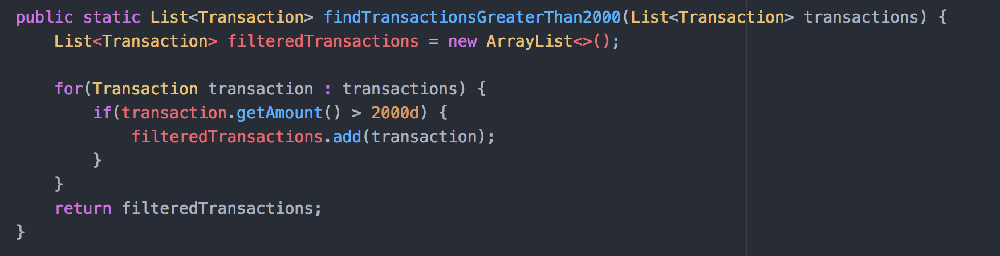 public static List<Transaction> findTransactionsGreaterThan2000(List<Transaction> transactions) {
    List<Transaction> filteredTransactions = new ArrayList<>();

    for(Transaction transaction : transactions) {
        if(transaction.getAmount() > 2000d) {
            filteredTransactions.add(transaction);
        }
    }
    return filteredTransactions;
}